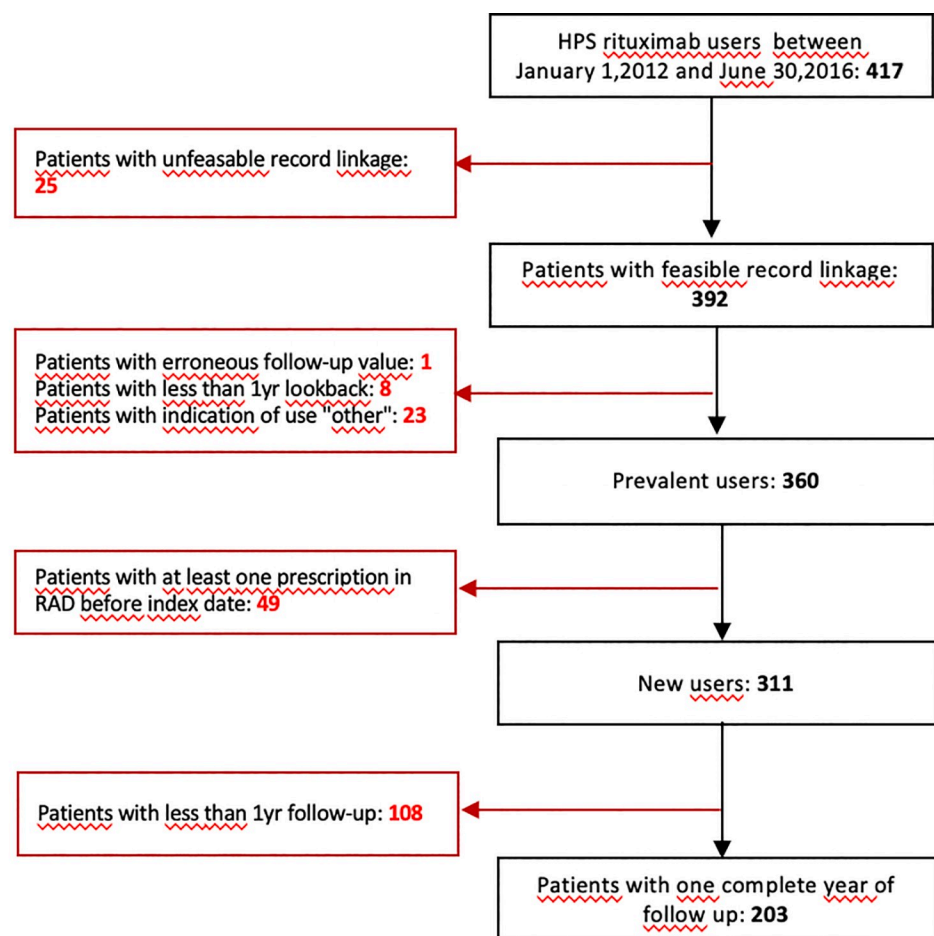 HPS rituximab users between
January 1,2012 and June 30,2016: 417
Patients with unfeasable record linkage:
25
Patients with feasible record linkage:
392
Patients with erroneous follow-up value: 1
Patients with less than 1yr lookback: 8
Patients with indication of use "other": 23
Prevalent users: 360
Patients with at least one prescription in
RAD before index date: 49
New users: 311
Patients with less than 1yr follow-up: 108
Patients with one complete year of
follow up: 203